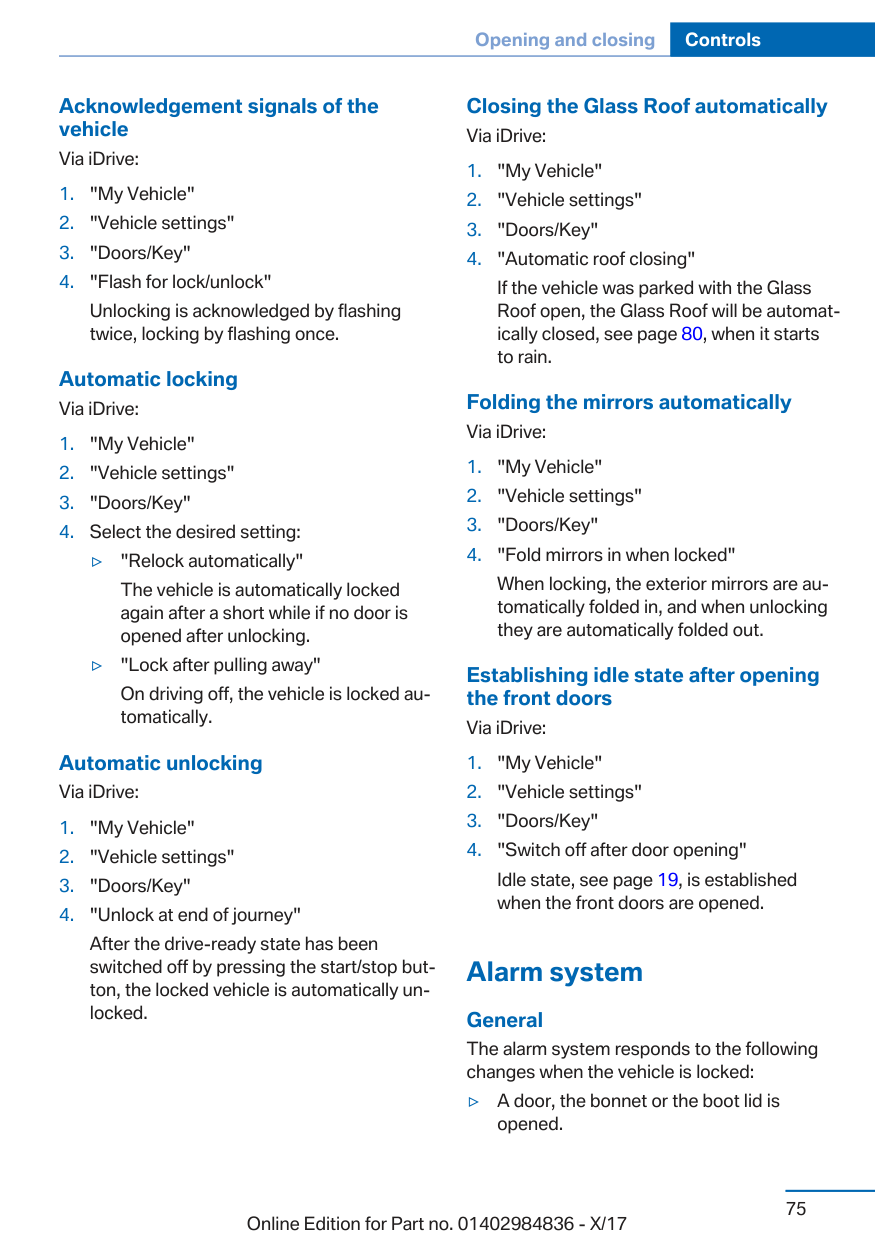 Opening and closing Controls
Acknowledgement signals of the
vehicle
Via iDrive:
1. "My Vehicle"
2. "Vehicle settings"
3. "Doors/Key"
4. "Flash for lock/unlock"
Unlocking is acknowledged by flashing
twice, locking by flashing once.
Automatic locking
Via iDrive:
1. "My Vehicle"
2. "Vehicle settings"
3. "Doors/Key"
4. Select the desired setting:
▷ "Relock automatically"
The vehicle is automatically locked
again after a short while if no door is
opened after unlocking.
▷ "Lock after pulling away"
On driving off, the vehicle is locked au-
tomatically.
Automatic unlocking
Via iDrive:
1. "My Vehicle"
2. "Vehicle settings"
3. "Doors/Key"
4. "Unlock at end of journey"
After the drive-ready state has been
switched off by pressing the start/stop but-
ton, the locked vehicle is automatically un-
locked.
Closing the Glass Roof automatically
Via iDrive:
1. "My Vehicle"
2. "Vehicle settings"
3. "Doors/Key"
4. "Automatic roof closing"
If the vehicle was parked with the Glass
Roof open, the Glass Roof will be automat-
ically closed, see page 80, when it starts
to rain.
Folding the mirrors automatically
Via iDrive:
1. "My Vehicle"
2. "Vehicle settings"
3. "Doors/Key"
4. "Fold mirrors in when locked"
When locking, the exterior mirrors are au-
tomatically folded in, and when unlocking
they are automatically folded out.
Establishing idle state after opening
the front doors
Via iDrive:
1. "My Vehicle"
2. "Vehicle settings"
3. "Doors/Key"
4. "Switch off after door opening"
Idle state, see page 19, is established
when the front doors are opened.
Alarm system
General
The alarm system responds to the following
changes when the vehicle is locked:
▷ A door, the bonnet or the boot lid is
opened.
75
Online Edition for Part no. 01402984836 - X/17